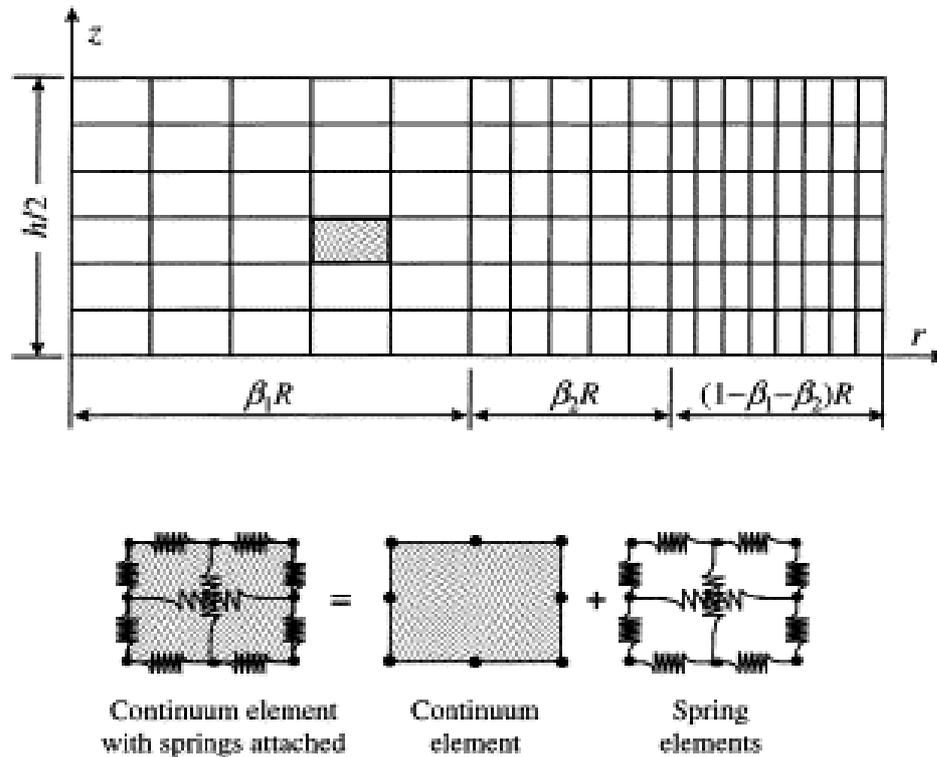 z
h/2
r
β₁R
β₂R
(1−β₁−β₂)R
=
+
Continuum element
with springs attached
Continuum
element
Spring
elements